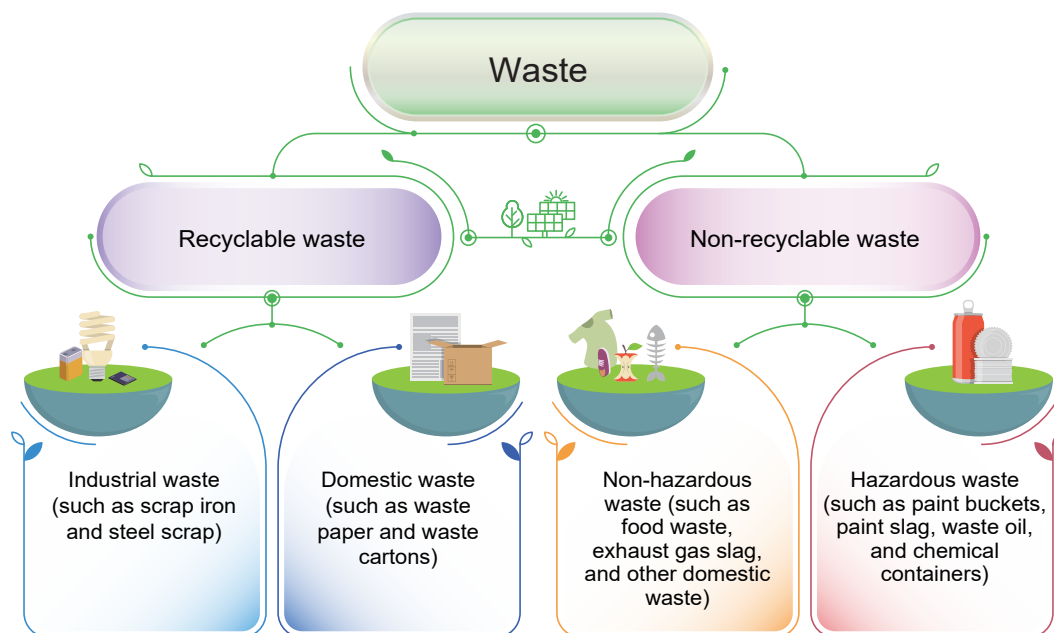 Waste
Recyclable waste
Non-recyclable waste
Industrial waste
(such as scrap iron
and steel scrap)
Domestic waste
(such as waste
paper and waste
cartons)
Non-hazardous
waste (such as
food waste,
exhaust gas slag,
and other domestic
waste)
Hazardous waste
(such as paint buckets,
paint slag, waste oil,
and chemical
containers)